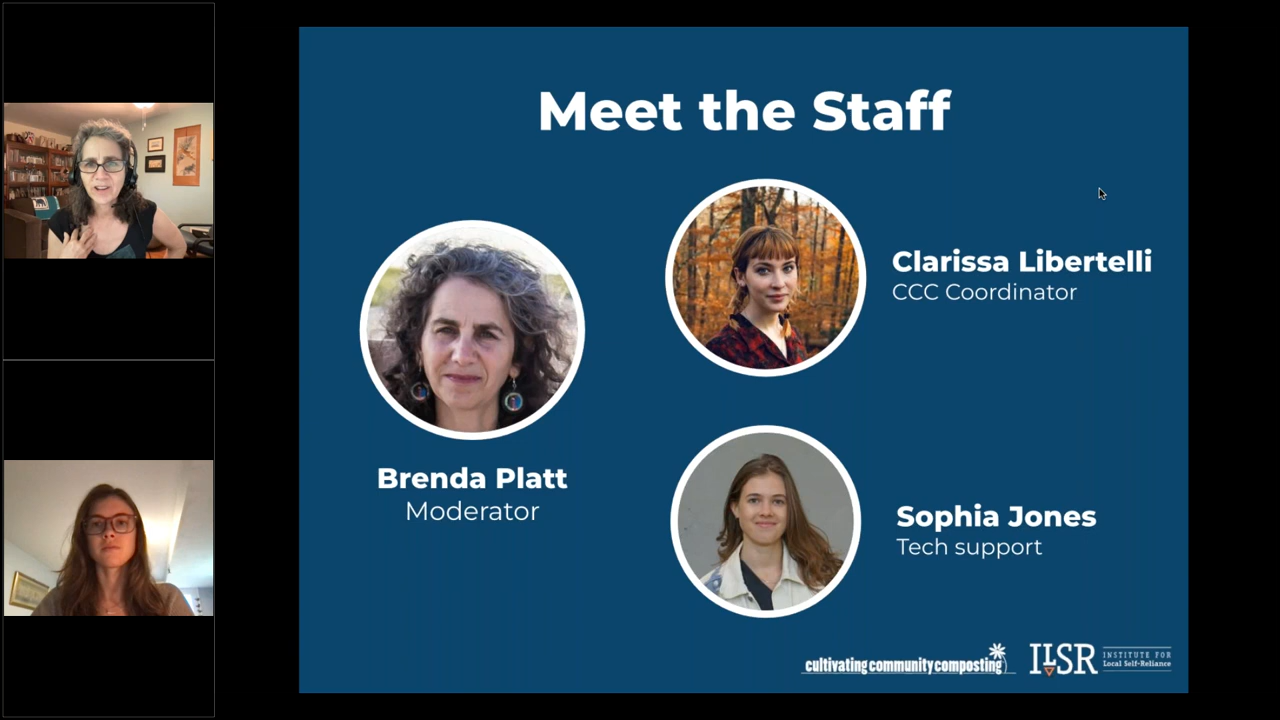 Meet the Staff
Clarissa Libertelli
CCC Coordinator
Brenda Platt
Moderator
Sophia Jones
Tech support
cultivating community composting
ILSR
INSTITUTE FOR
Local Self-Reliance